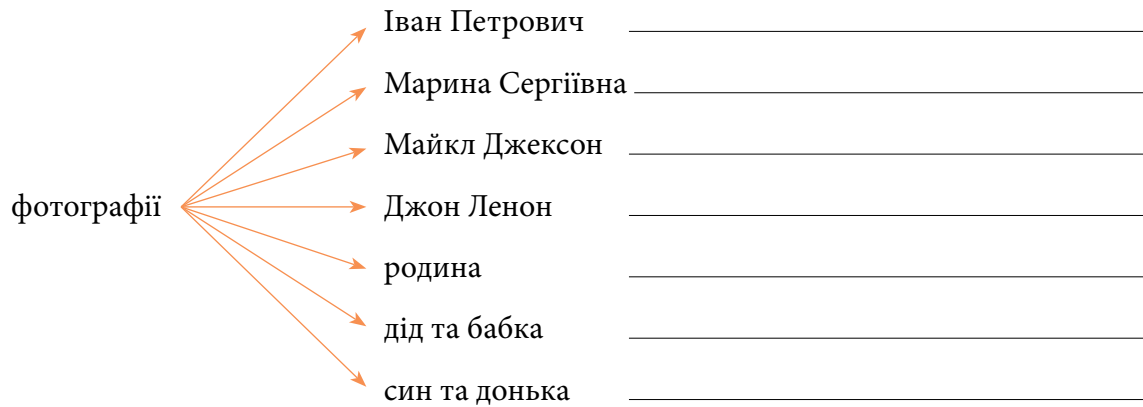 Іван Петрович
Марина Сергіївна
Майкл Джексон
фотографії
Джон Ленон
родина
дід та бабка
син та донька